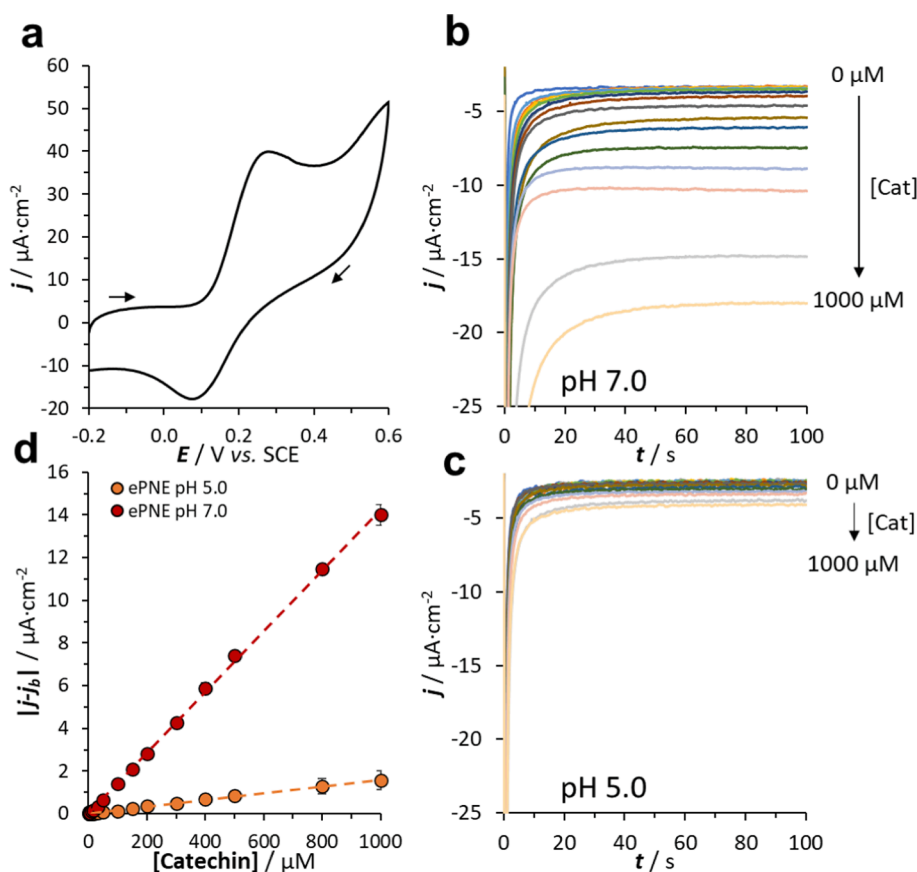 a
60
50
40
30
20
10
0
-10
-20
j / μA·cm-2
-0.2 0.0 0.2 0.4 0.6
E / V vs. SCE
b
-5
-10
-15
-20
-25
j / μA·cm-2
0 μM
[Cat]
1000 μM
pH 7.0
0 20 40 60 80 100
t / s
d
16
14
12
10
8
6
4
2
0
|j-jb| / μA·cm-2
ePNE pH 5.0
ePNE pH 7.0
0 200 400 600 800 1000
[Catechin] / μM
c
-5
-10
-15
-20
-25
j / μA·cm-2
0 μM
[Cat]
1000 μM
pH 5.0
0 20 40 60 80 100
t / s